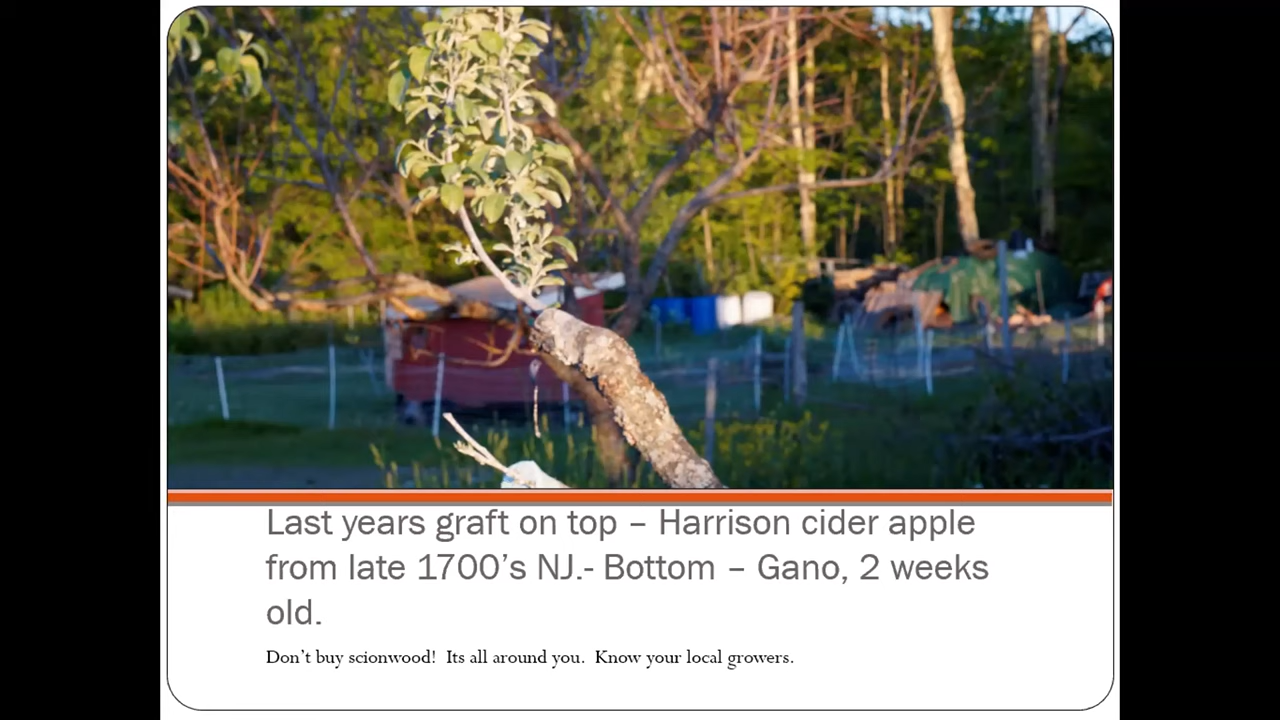 Last years graft on top – Harrison cider apple
from late 1700’s NJ.- Bottom – Gano, 2 weeks
old.
Don’t buy scionwood!  Its all around you.  Know your local growers.